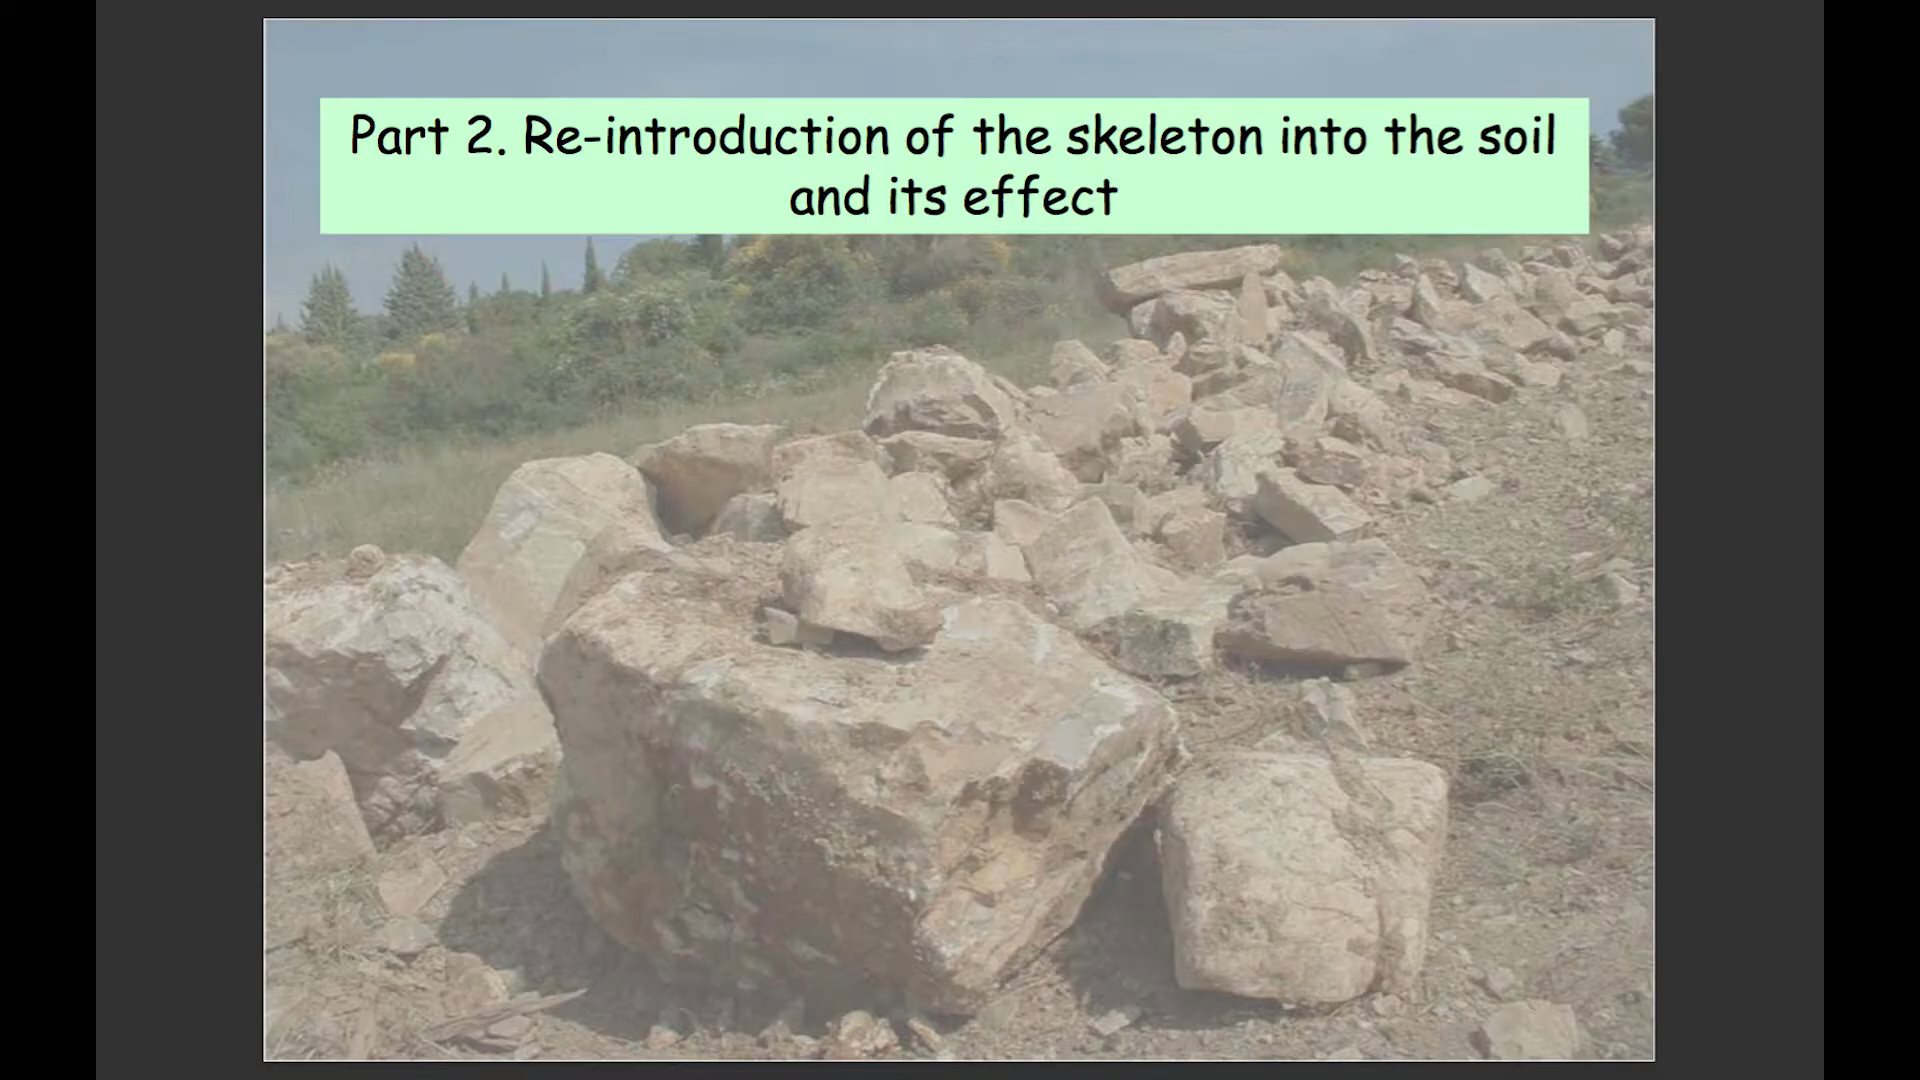 Part 2. Re-introduction of the skeleton into the soil
and its effect